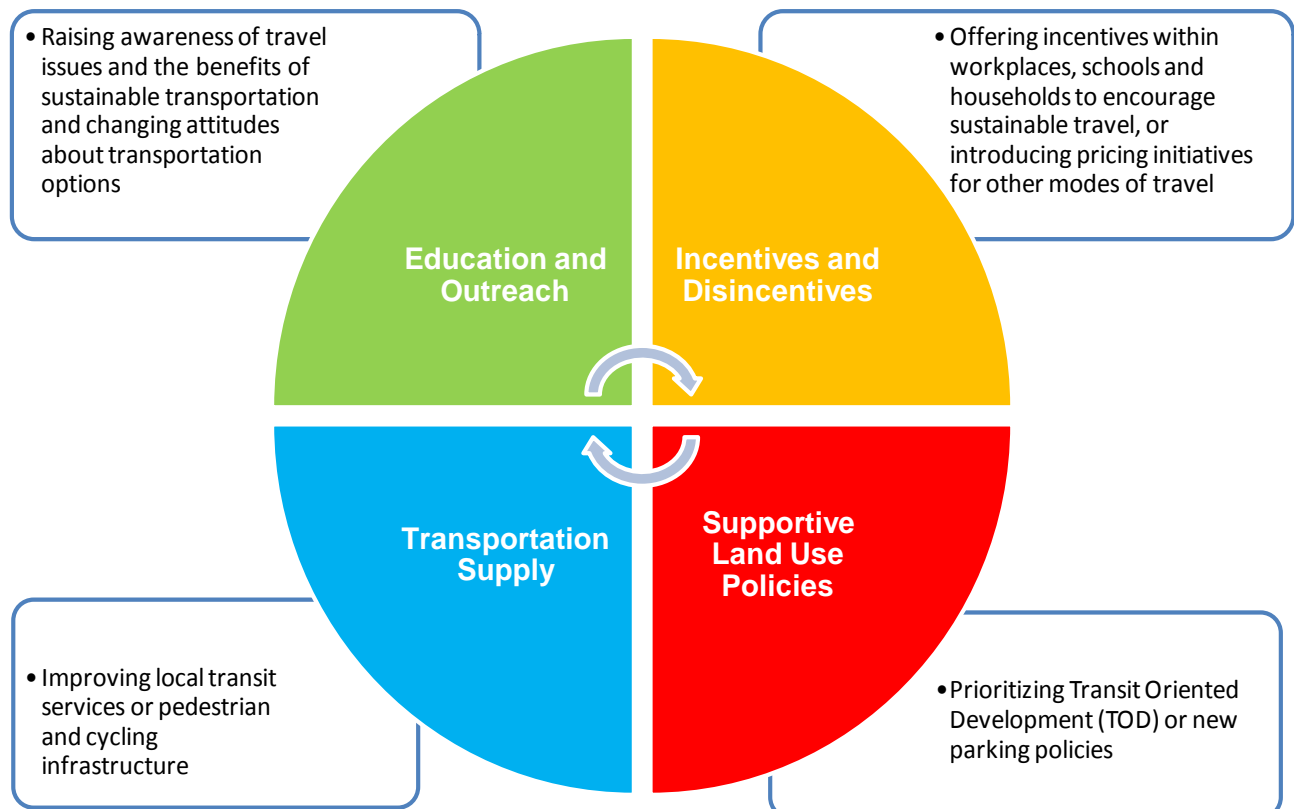 • Raising awareness of travel
issues and the benefits of
sustainable transportation
and changing attitudes
about transportation
options
• Offering incentives within
workplaces, schools and
households to encourage
sustainable travel, or
introducing pricing initiatives
for other modes of travel
Education and
Outreach
Incentives and
Disincentives
Transportation
Supply
Supportive
Land Use
Policies
• Improving local transit
services or pedestrian
and cycling
infrastructure
• Prioritizing Transit Oriented
Development (TOD) or new
parking policies